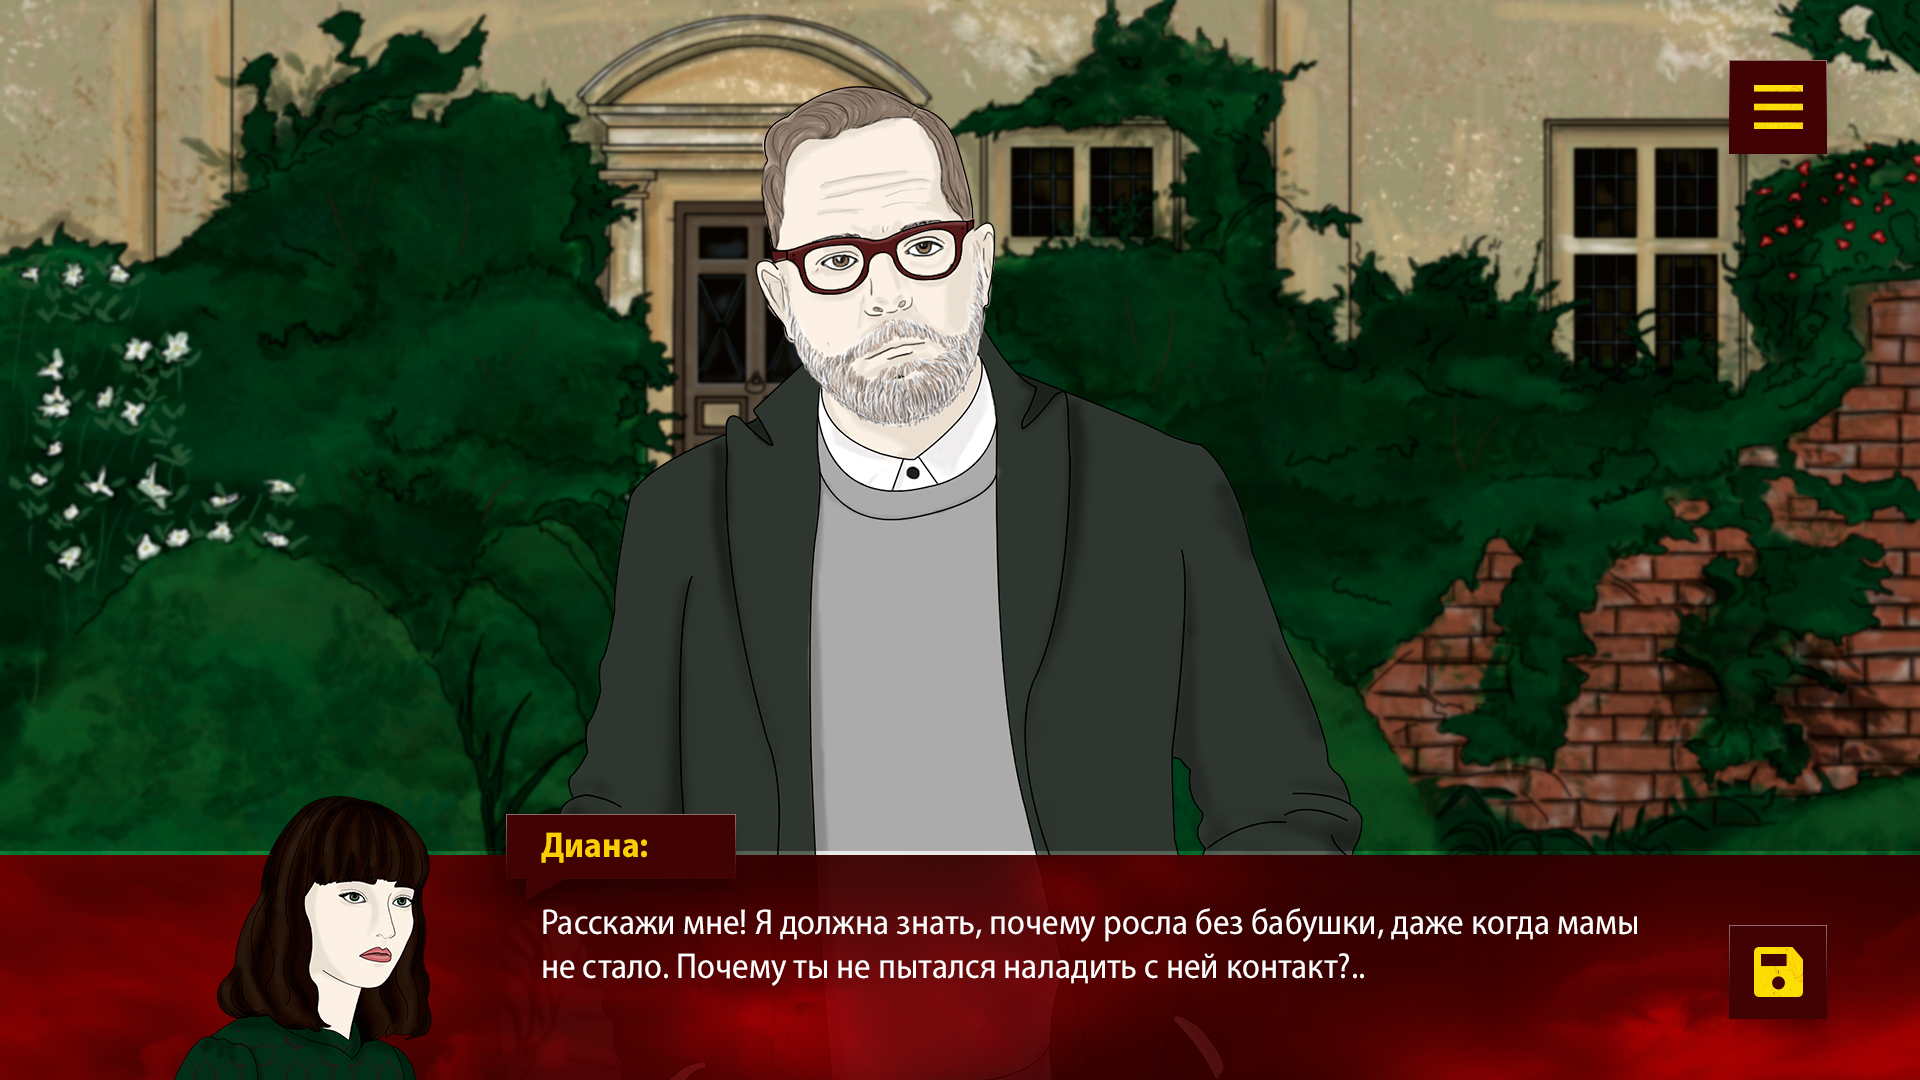 Диана:
Расскажи мне! Я должна знать, почему росла без бабушки, даже когда мамы
не стало. Почему ты не пытался наладить с ней контакт?..